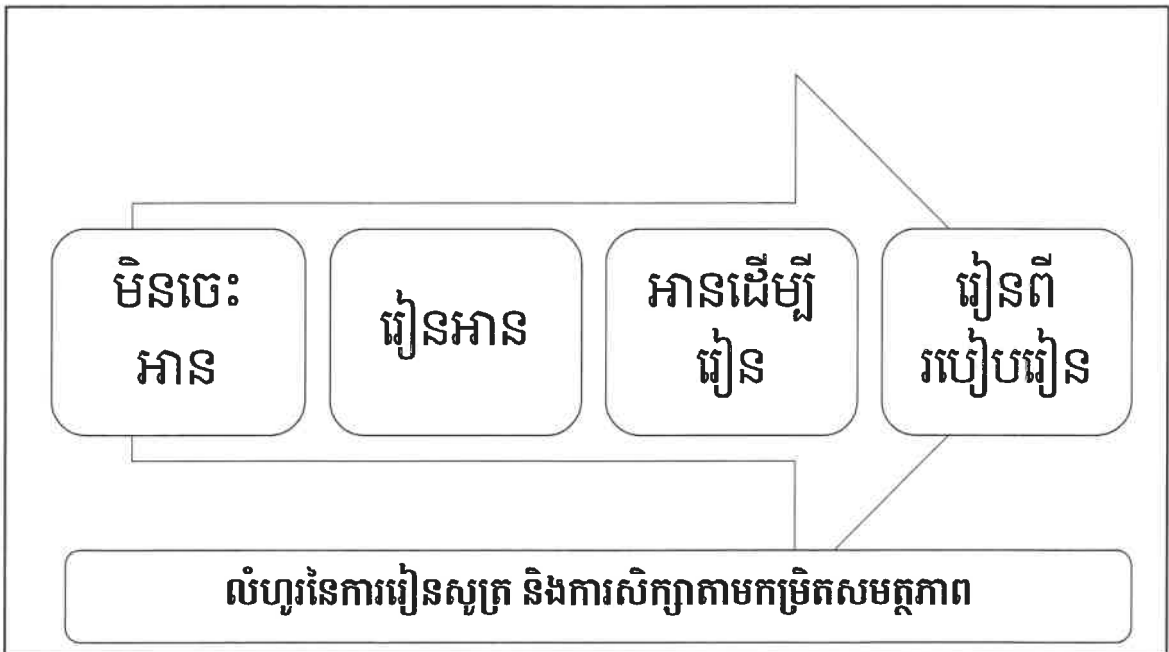 មិនចេះ
អាន
រៀនអាន
អានដើម្បី
រៀន
រៀនពី
របៀបរៀន
លំហូរនៃការរៀនសូត្រ និងការសិក្សាតាមកម្រិតសមត្ថភាព